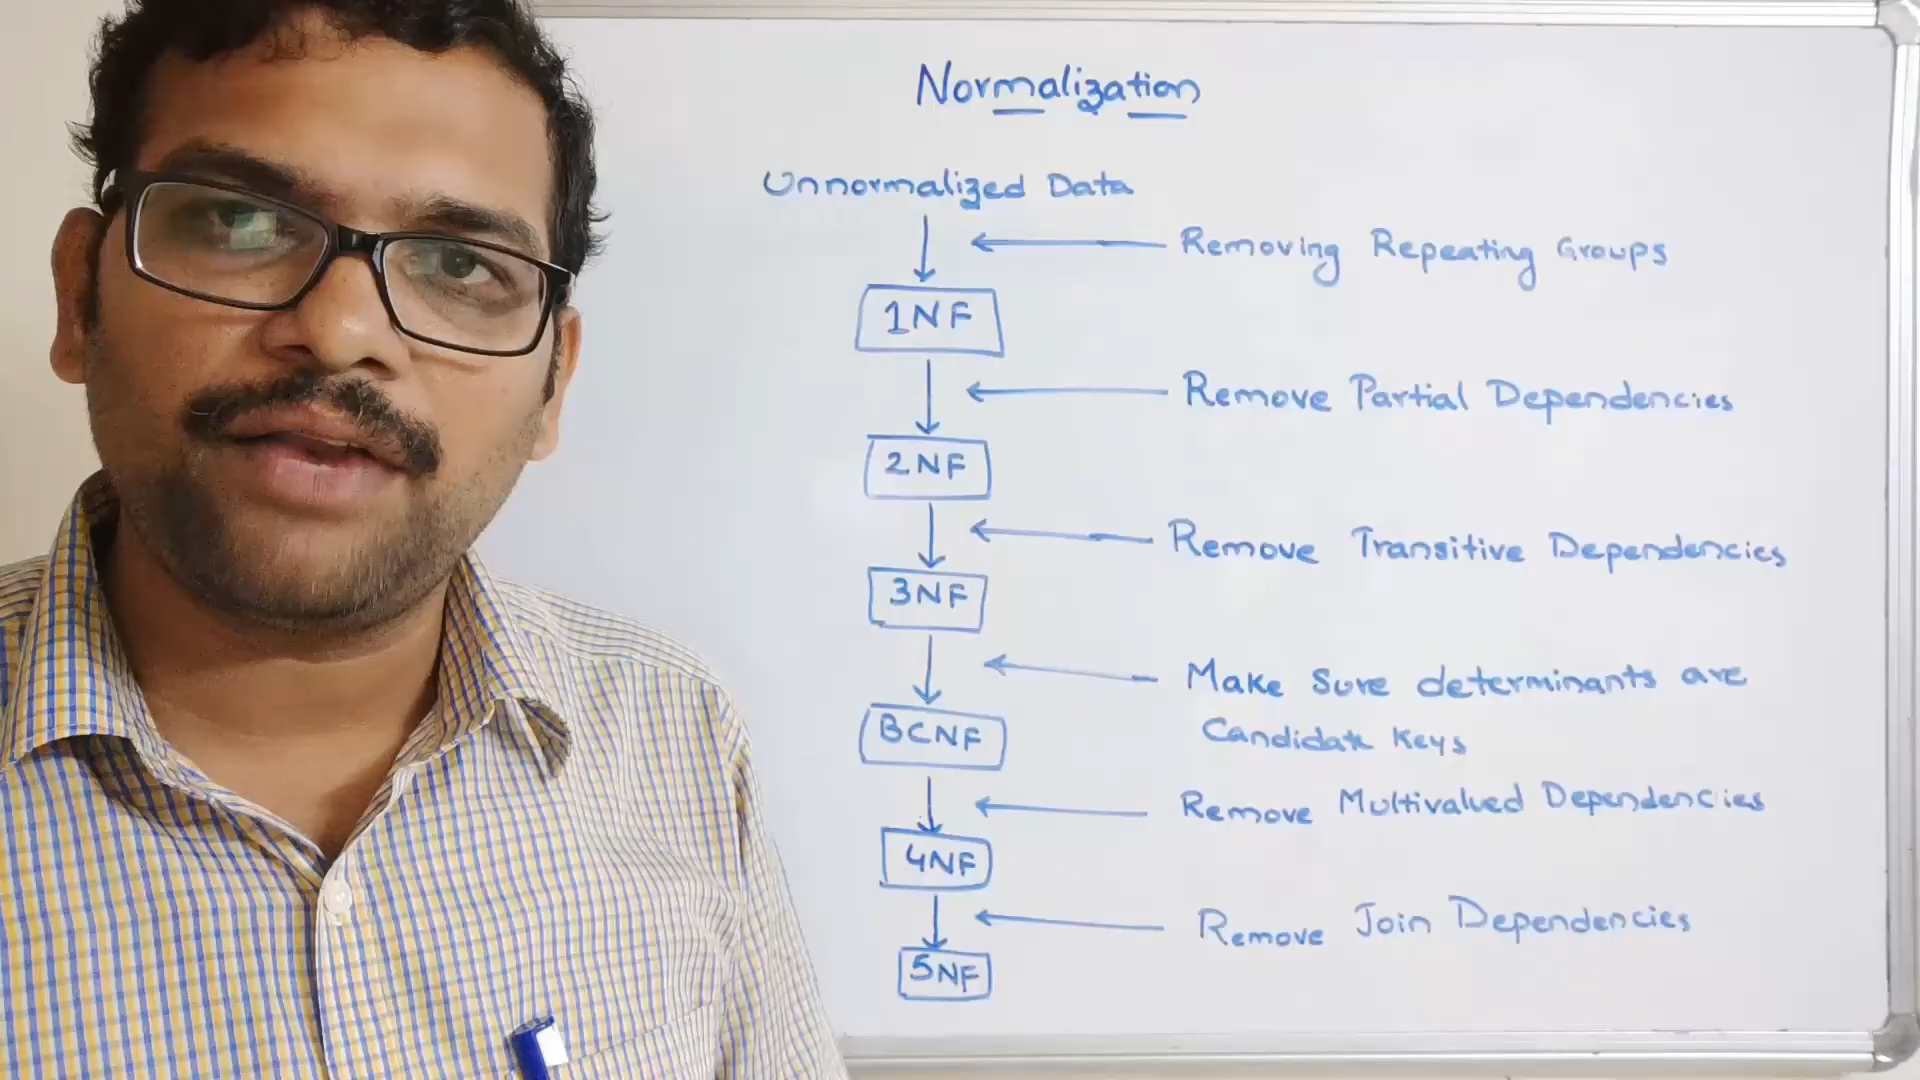 Normalization
Unnormalized Data
Removing Repeating Groups
1NF
Remove Partial Dependencies
2NF
Remove Transitive Dependencies
3NF
Make Sure determinants are
Candidate Keys
BCNF
Remove Multivalued Dependencies
4NF
Remove Join Dependencies
5NF